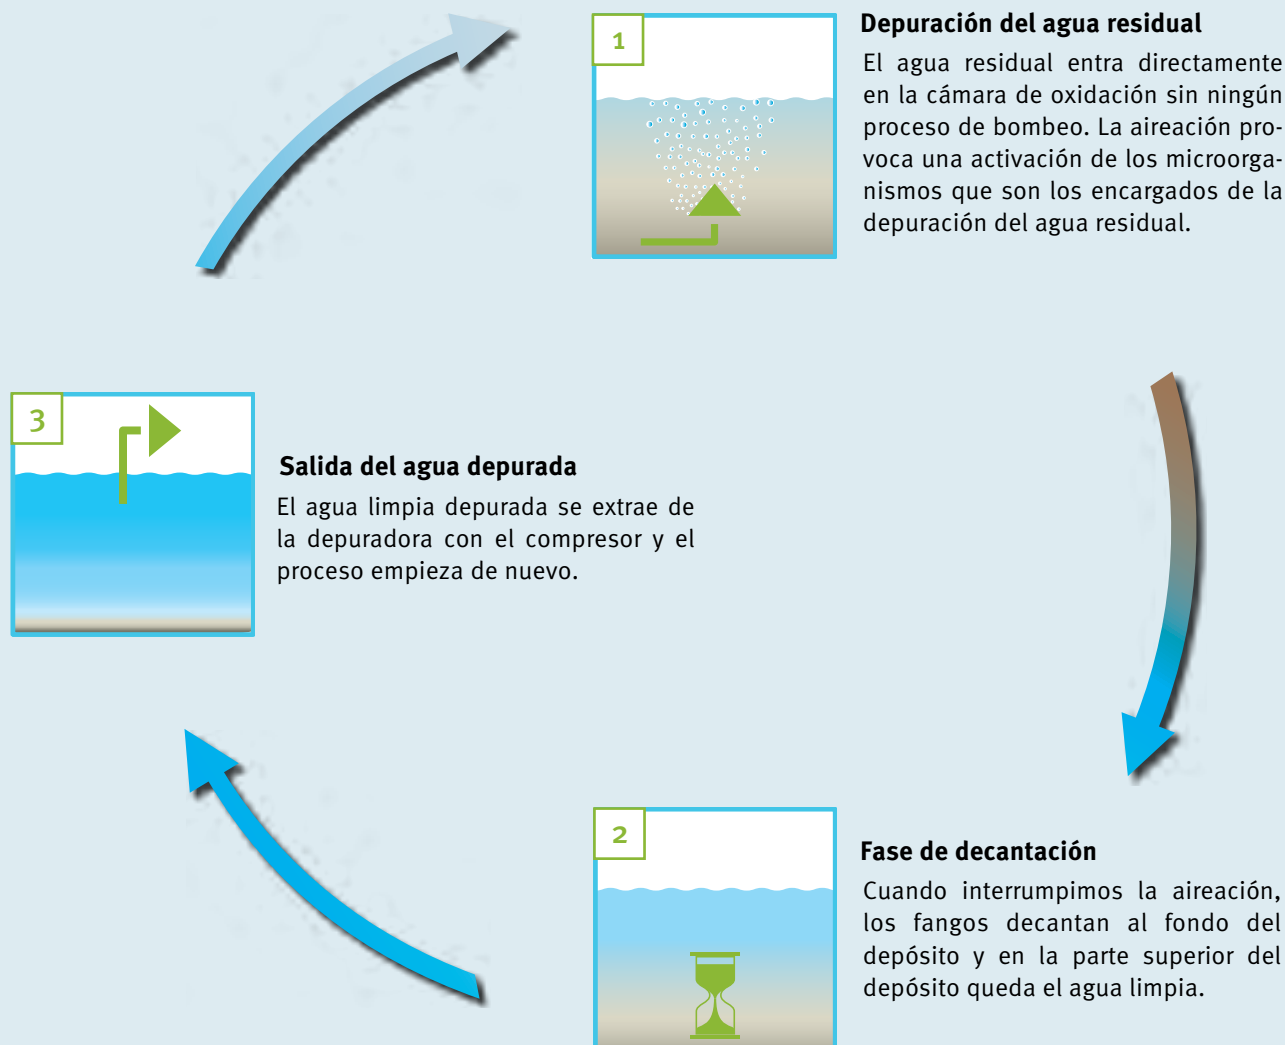 1
Depuración del agua residual
El agua residual entra directamente
en la cámara de oxidación sin ningún
proceso de bombeo. La aireación pro-
voca una activación de los microorga-
nismos que son los encargados de la
depuración del agua residual.
2
Fase de decantación
Cuando interrumpimos la aireación,
los fangos decantan al fondo del
depósito y en la parte superior del
depósito queda el agua limpia.
3
Salida del agua depurada
El agua limpia depurada se extrae de
la depuradora con el compresor y el
proceso empieza de nuevo.